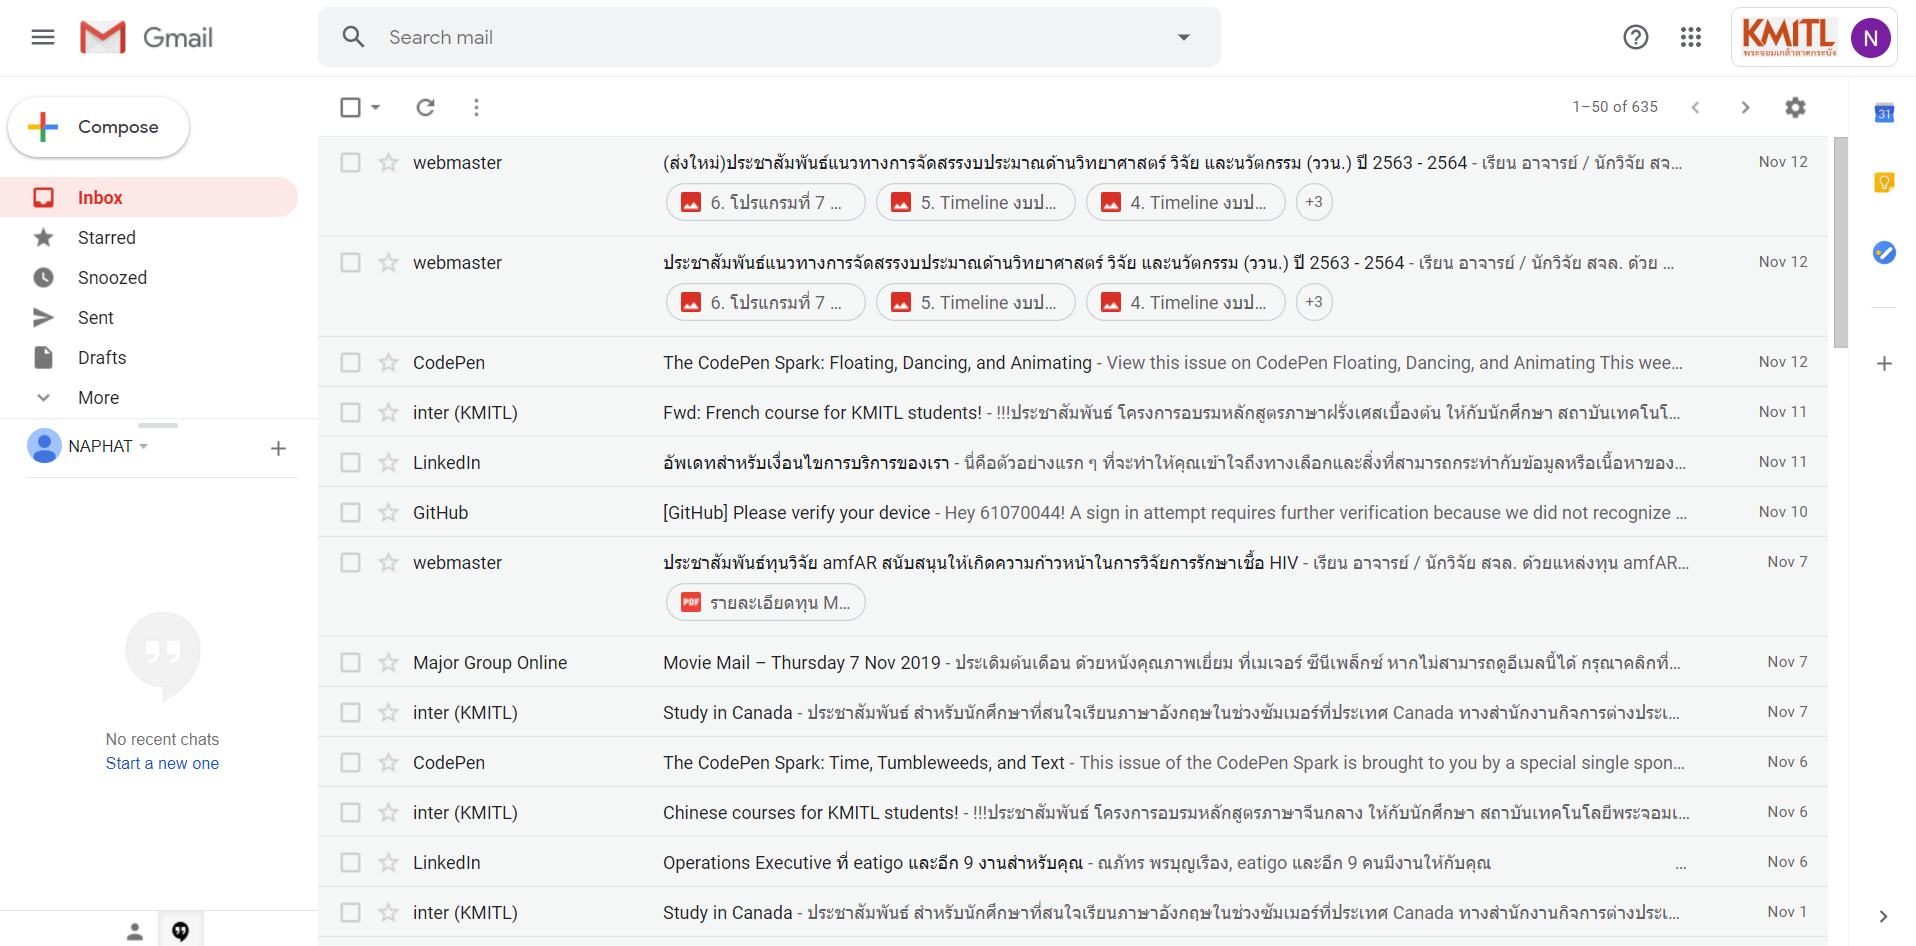 Gmail
Search mail
KMITL
พระจอมเกล้าลาดกระบัง
N
Compose
1–50 of 635
31
Inbox
Starred
Snoozed
Sent
Drafts
More
NAPHAT
No recent chats
Start a new one
webmaster (ส่งใหม่)ประชาสัมพันธ์แนวทางการจัดสรรงบประมาณด้านวิทยาศาสตร์ วิจัย และนวัตกรรม (ววน.) ปี 2563 - 2564 - เรียน อาจารย์ / นักวิจัย สจ... Nov 12
6. โปรแกรมที่ 7 ... 5. Timeline งบป... 4. Timeline งบป... +3
webmaster ประชาสัมพันธ์แนวทางการจัดสรรงบประมาณด้านวิทยาศาสตร์ วิจัย และนวัตกรรม (ววน.) ปี 2563 - 2564 - เรียน อาจารย์ / นักวิจัย สจล. ด้วย ... Nov 12
6. โปรแกรมที่ 7 ... 5. Timeline งบป... 4. Timeline งบป... +3
CodePen The CodePen Spark: Floating, Dancing, and Animating - View this issue on CodePen Floating, Dancing, and Animating This wee... Nov 12
inter (KMITL) Fwd: French course for KMITL students! - !!!ประชาสัมพันธ์ โครงการอบรมหลักสูตรภาษาฝรั่งเศสเบื้องต้น ให้กับนักศึกษา สถาบันเทคโนโ... Nov 11
LinkedIn อัพเดทสำหรับเงื่อนไขการบริการของเรา - นี่คือตัวอย่างแรก ๆ ที่จะทำให้คุณเข้าใจถึงทางเลือกและสิ่งที่สามารถกระทำกับข้อมูลหรือเนื้อหาของ... Nov 11
GitHub [GitHub] Please verify your device - Hey 61070044! A sign in attempt requires further verification because we did not recognize ... Nov 10
webmaster ประชาสัมพันธ์ทุนวิจัย amfAR สนับสนุนให้เกิดความก้าวหน้าในการวิจัยการรักษาเชื้อ HIV - เรียน อาจารย์ / นักวิจัย สจล. ด้วยแหล่งทุน amfAR... Nov 7
PDF รายละเอียดทุน M...
Major Group Online Movie Mail – Thursday 7 Nov 2019 - ประเดิมต้นเดือน ด้วยหนังคุณภาพเยี่ยม ที่เมเจอร์ ซีนีเพล็กซ์ หากไม่สามารถดูอีเมลนี้ได้ กรุณาคลิกที่... Nov 7
inter (KMITL) Study in Canada - ประชาสัมพันธ์ สำหรับนักศึกษาที่สนใจเรียนภาษาอังกฤษในช่วงซัมเมอร์ที่ประเทศ Canada ทางสำนักงานกิจการต่างประเ... Nov 7
CodePen The CodePen Spark: Time, Tumbleweeds, and Text - This issue of the CodePen Spark is brought to you by a special single spon... Nov 6
inter (KMITL) Chinese courses for KMITL students! - !!!ประชาสัมพันธ์ โครงการอบรมหลักสูตรภาษาจีนกลาง ให้กับนักศึกษา สถาบันเทคโนโลยีพระจอมเ... Nov 6
LinkedIn Operations Executive ที่ eatigo และอีก 9 งานสำหรับคุณ - ณภัทร พรบุญเรือง, eatigo และอีก 9 คนมีงานให้กับคุณ ... Nov 6
inter (KMITL) Study in Canada - ประชาสัมพันธ์ สำหรับนักศึกษาที่สนใจเรียนภาษาอังกฤษในช่วงซัมเมอร์ที่ประเทศ Canada ทางสำนักงานกิจการต่างประเ... Nov 1